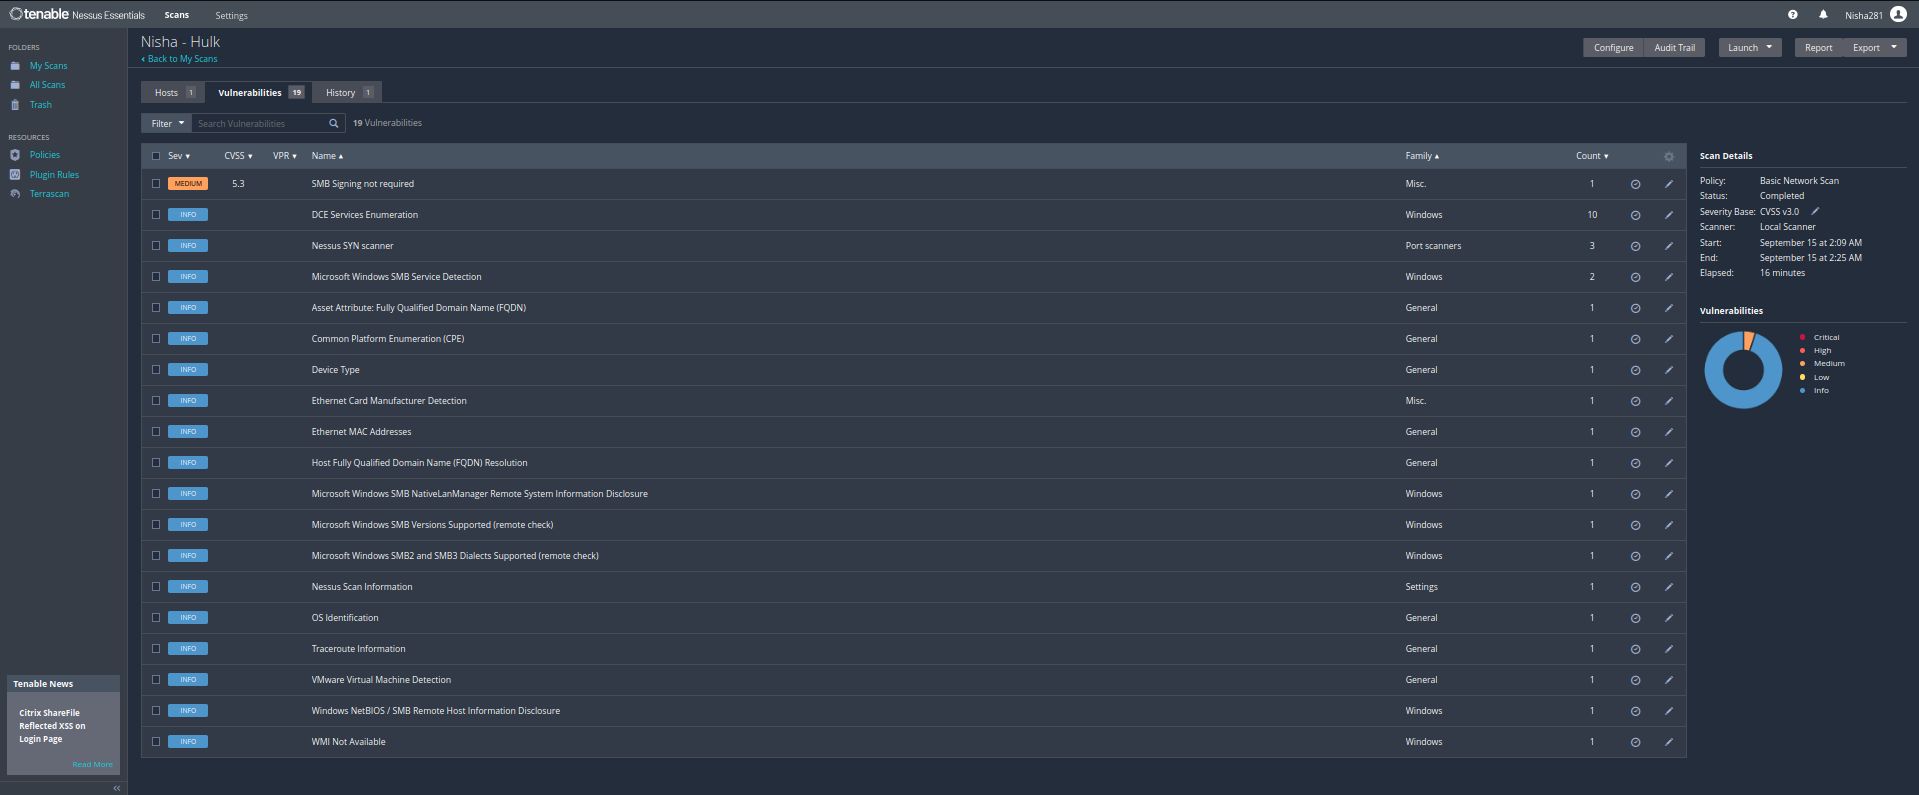 tenable Nessus Essentials Scans Settings Nisha281
FOLDERS
My Scans
All Scans
Trash
RESOURCES
Policies
Plugin Rules
Terrascan
Tenable News
Citrix ShareFile
Reflected XSS on
Login Page
Read More
Nisha - Hulk
Back to My Scans
Configure Audit Trail Launch Report Export
Hosts 1 Vulnerabilities 19 History 1
Filter Search Vulnerabilities 19 Vulnerabilities
Sev CVSS VPR Name Family Count
MEDIUM 5.3 SMB Signing not required Misc. 1
INFO DCE Services Enumeration Windows 10
INFO Nessus SYN scanner Port scanners 3
INFO Microsoft Windows SMB Service Detection Windows 2
INFO Asset Attribute: Fully Qualified Domain Name (FQDN) General 1
INFO Common Platform Enumeration (CPE) General 1
INFO Device Type General 1
INFO Ethernet Card Manufacturer Detection Misc. 1
INFO Ethernet MAC Addresses General 1
INFO Host Fully Qualified Domain Name (FQDN) Resolution General 1
INFO Microsoft Windows SMB NativeLanManager Remote System Information Disclosure Windows 1
INFO Microsoft Windows SMB Versions Supported (remote check) Windows 1
INFO Microsoft Windows SMB2 and SMB3 Dialects Supported (remote check) Windows 1
INFO Nessus Scan Information Settings 1
INFO OS Identification General 1
INFO Traceroute Information General 1
INFO VMware Virtual Machine Detection General 1
INFO Windows NetBIOS / SMB Remote Host Information Disclosure Windows 1
INFO WMI Not Available Windows 1
Scan Details
Policy: Basic Network Scan
Status: Completed
Severity Base: CVSS v3.0
Scanner: Local Scanner
Start: September 15 at 2:09 AM
End: September 15 at 2:25 AM
Elapsed: 16 minutes
Vulnerabilities
Critical
High
Medium
Low
Info